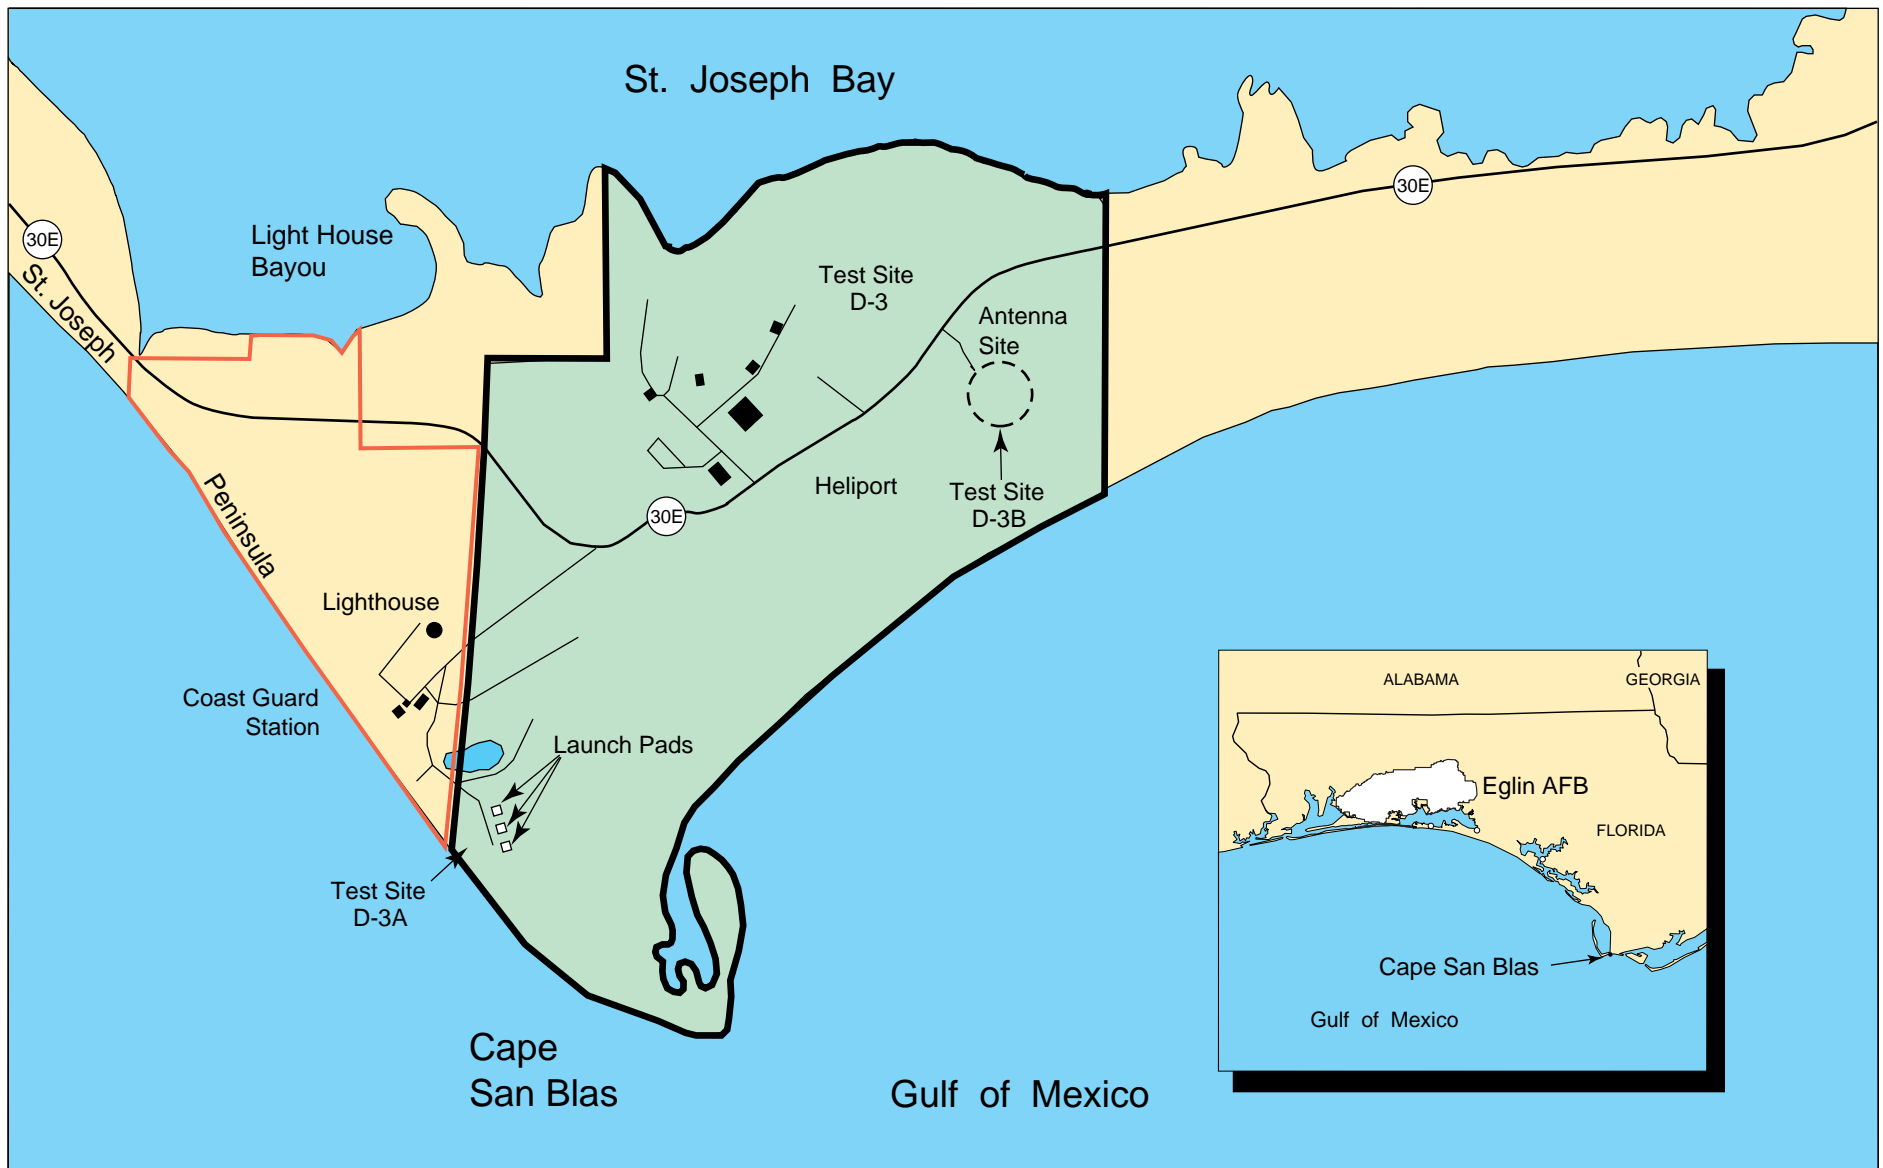 St. Joseph Bay
30E
Light House
Bayou
30E
St. Joseph
Peninsula
Test Site
D-3
Antenna
Site
Heliport
Test Site
D-3B
30E
Lighthouse
Coast Guard
Station
Launch Pads
Test Site
D-3A
Cape
San Blas
Gulf of Mexico
ALABAMA
GEORGIA
Eglin AFB
FLORIDA
Cape San Blas
Gulf of Mexico